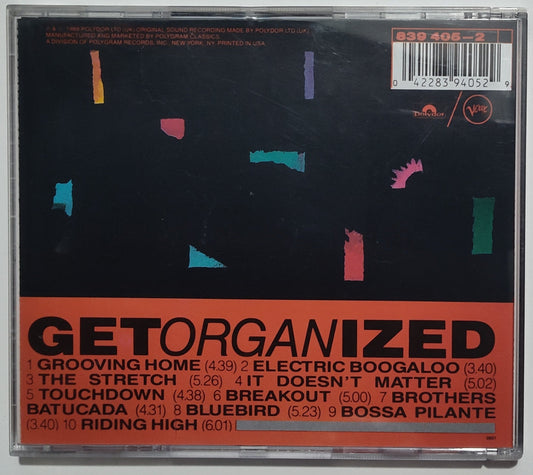 ℗ © 1989 POLYDOR LTD (UK). ORIGINAL SOUND RECORDING MADE BY POLYDOR LTD (UK)
MANUFACTURED AND MARKETED BY POLYGRAM CLASSICS,
A DIVISION OF POLYGRAM RECORDS, INC., NEW YORK, NY. PRINTED IN USA.
839 405-2
0 42283 94052 9
Polydor / Verve
GETORGANIZED
1 GROOVING HOME (4.39) 2 ELECTRIC BOOGALOO (3.40)
3 THE STRETCH (5.26) 4 IT DOESN'T MATTER (5.02)
5 TOUCHDOWN (4.38) 6 BREAKOUT (5.00) 7 BROTHERS
BATUCADA (4.31) 8 BLUEBIRD (5.23) 9 BOSSA PILANTE
(3.40) 10 RIDING HIGH (6.01)